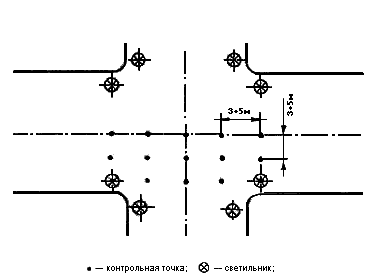 3÷5м
3÷5м
• — контрольная точка; ⊗ — светильник;